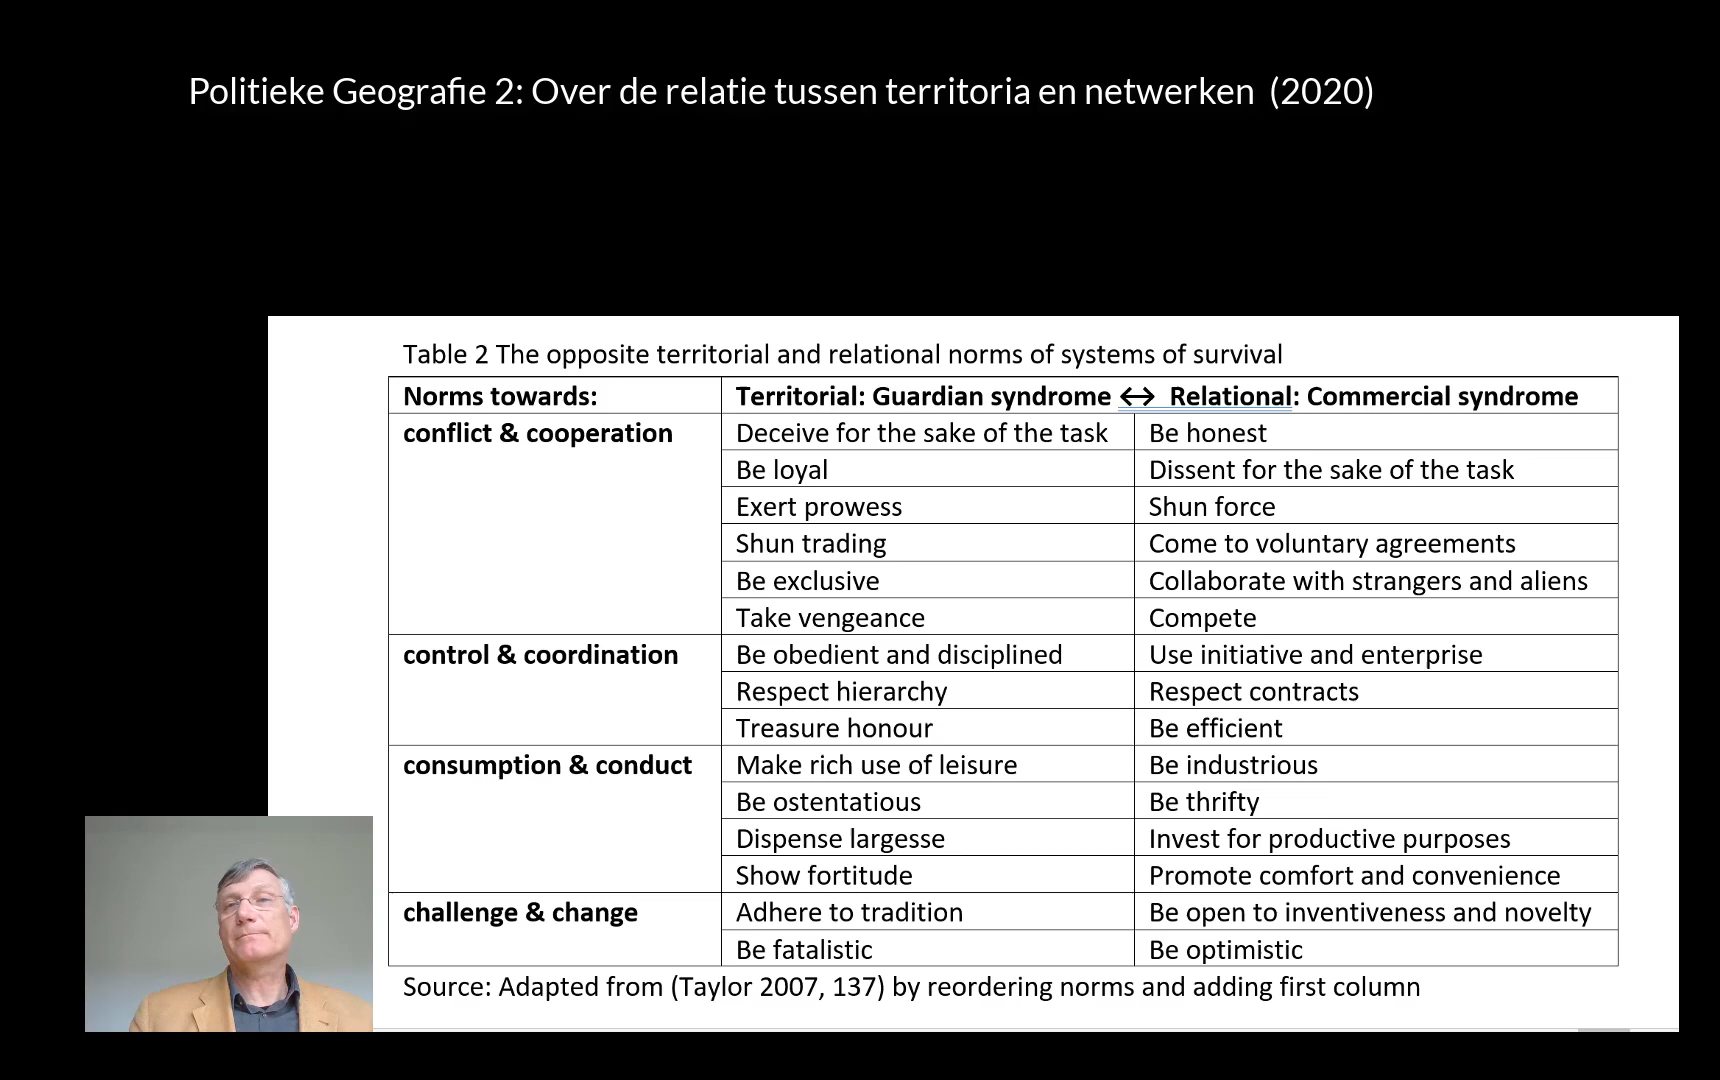 Politieke Geografie 2: Over de relatie tussen territoria en netwerken (2020)
Table 2 The opposite territorial and relational norms of systems of survival
Norms towards: Territorial: Guardian syndrome ↔ Relational: Commercial syndrome
conflict & cooperation Deceive for the sake of the task Be honest
Be loyal Dissent for the sake of the task
Exert prowess Shun force
Shun trading Come to voluntary agreements
Be exclusive Collaborate with strangers and aliens
Take vengeance Compete
control & coordination Be obedient and disciplined Use initiative and enterprise
Respect hierarchy Respect contracts
Treasure honour Be efficient
consumption & conduct Make rich use of leisure Be industrious
Be ostentatious Be thrifty
Dispense largesse Invest for productive purposes
Show fortitude Promote comfort and convenience
challenge & change Adhere to tradition Be open to inventiveness and novelty
Be fatalistic Be optimistic
Source: Adapted from (Taylor 2007, 137) by reordering norms and adding first column